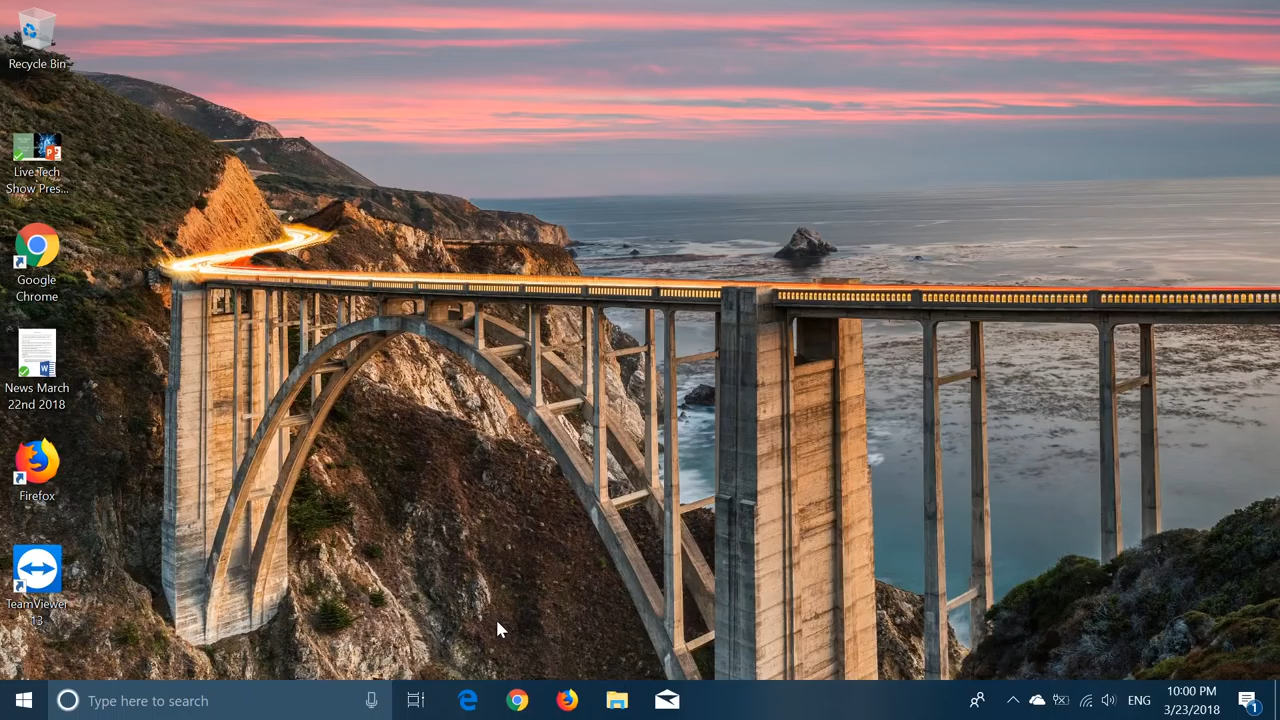 Recycle Bin
Live Tech
Show Pres...
Google
Chrome
News March
22nd 2018
Firefox
TeamViewer
13
Type here to search
ENG
10:00 PM
3/23/2018
1